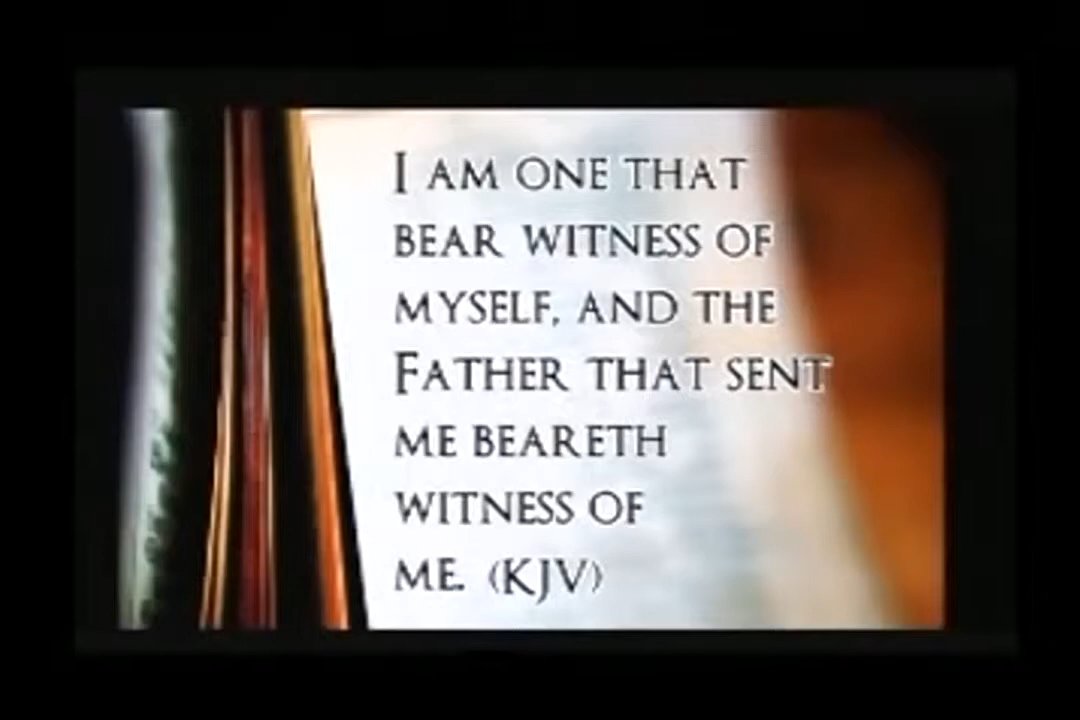 I AM ONE THAT
BEAR WITNESS OF
MYSELF, AND THE
FATHER THAT SENT
ME BEARETH
WITNESS OF
ME. (KJV)